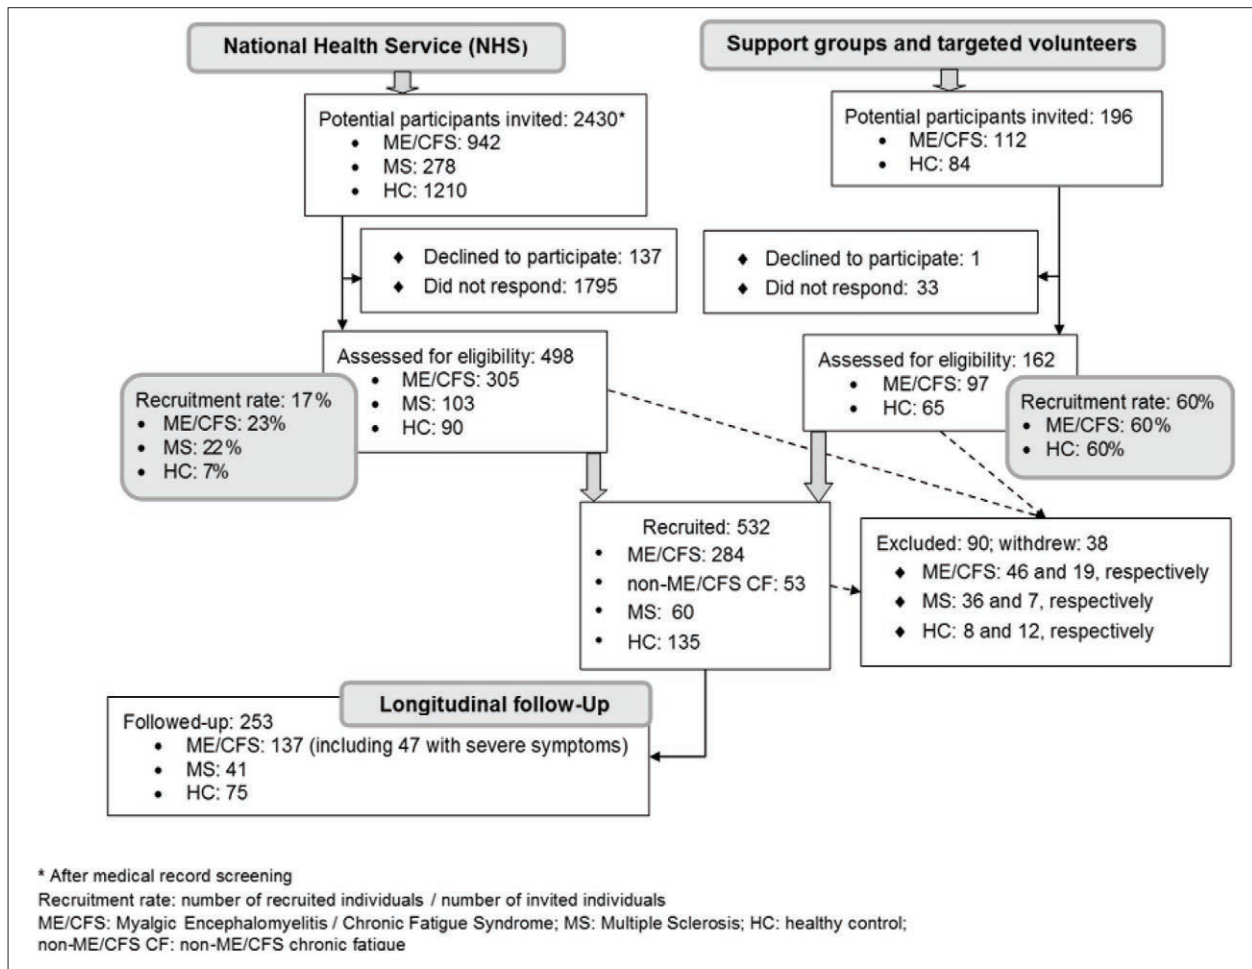 National Health Service (NHS)
Support groups and targeted volunteers
Potential participants invited: 2430*
• ME/CFS: 942
• MS: 278
• HC: 1210
Potential participants invited: 196
• ME/CFS: 112
• HC: 84
♦ Declined to participate: 137
♦ Did not respond: 1795
♦ Declined to participate: 1
♦ Did not respond: 33
Assessed for eligibility: 498
• ME/CFS: 305
• MS: 103
• HC: 90
Recruitment rate: 17%
• ME/CFS: 23%
• MS: 22%
• HC: 7%
Assessed for eligibility: 162
• ME/CFS: 97
• HC: 65
Recruitment rate: 60%
• ME/CFS: 60%
• HC: 60%
Recruited: 532
• ME/CFS: 284
• non-ME/CFS CF: 53
• MS: 60
• HC: 135
Excluded: 90; withdrew: 38
♦ ME/CFS: 46 and 19, respectively
♦ MS: 36 and 7, respectively
♦ HC: 8 and 12, respectively
Longitudinal follow-Up
Followed-up: 253
• ME/CFS: 137 (including 47 with severe symptoms)
• MS: 41
• HC: 75
* After medical record screening
Recruitment rate: number of recruited individuals / number of invited individuals
ME/CFS: Myalgic Encephalomyelitis / Chronic Fatigue Syndrome; MS: Multiple Sclerosis; HC: healthy control;
non-ME/CFS CF: non-ME/CFS chronic fatigue